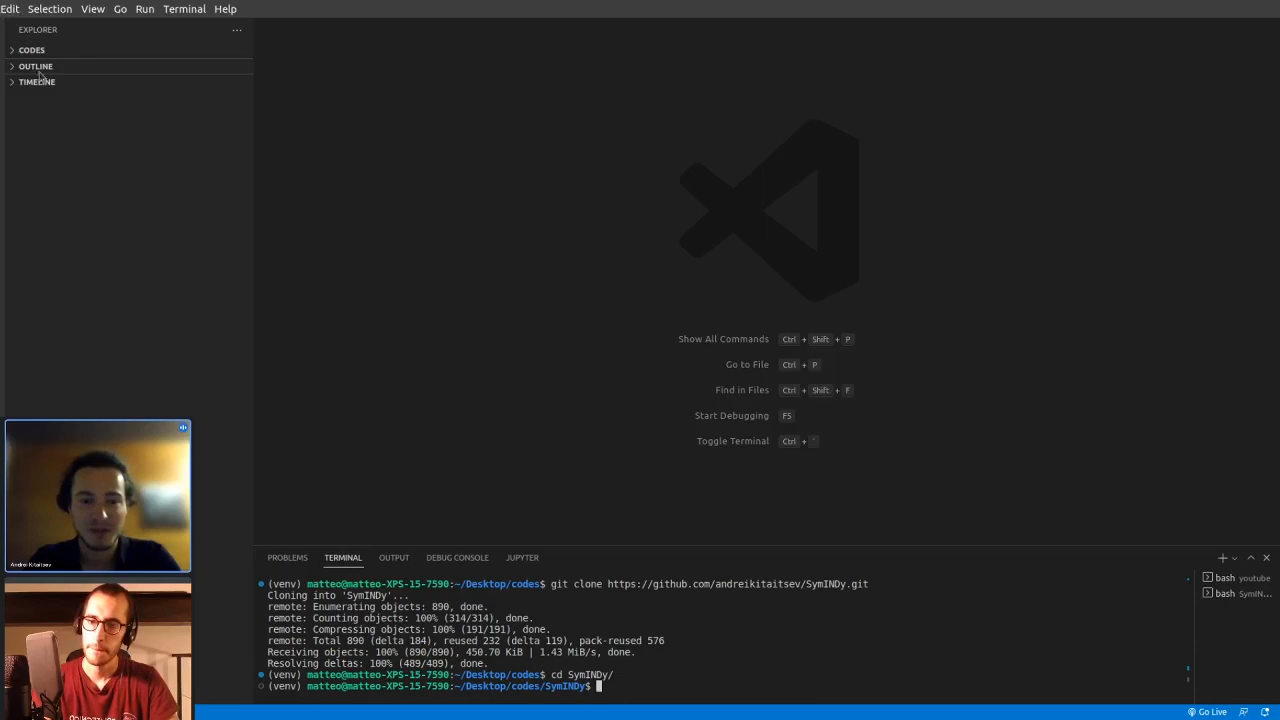 Edit Selection View Go Run Terminal Help
EXPLORER ...
CODES
OUTLINE
TIMELINE
Show All Commands Ctrl + Shift + P
Go to File Ctrl + P
Find in Files Ctrl + Shift + F
Start Debugging F5
Toggle Terminal Ctrl + `
Andrei Kitaitsev
PROBLEMS TERMINAL OUTPUT DEBUG CONSOLE JUPYTER
(venv) matteo@matteo-XPS-15-7590:~/Desktop/codes$ git clone https://github.com/andreikitaitsev/SymINDy.git
Cloning into 'SymINDy'...
remote: Enumerating objects: 890, done.
remote: Counting objects: 100% (314/314), done.
remote: Compressing objects: 100% (191/191), done.
remote: Total 890 (delta 184), reused 232 (delta 119), pack-reused 576
Receiving objects: 100% (890/890), 450.70 KiB | 1.43 MiB/s, done.
Resolving deltas: 100% (489/489), done.
(venv) matteo@matteo-XPS-15-7590:~/Desktop/codes$ cd SymINDy/
(venv) matteo@matteo-XPS-15-7590:~/Desktop/codes/SymINDy$
bash youtube
bash SymIN...
Go Live